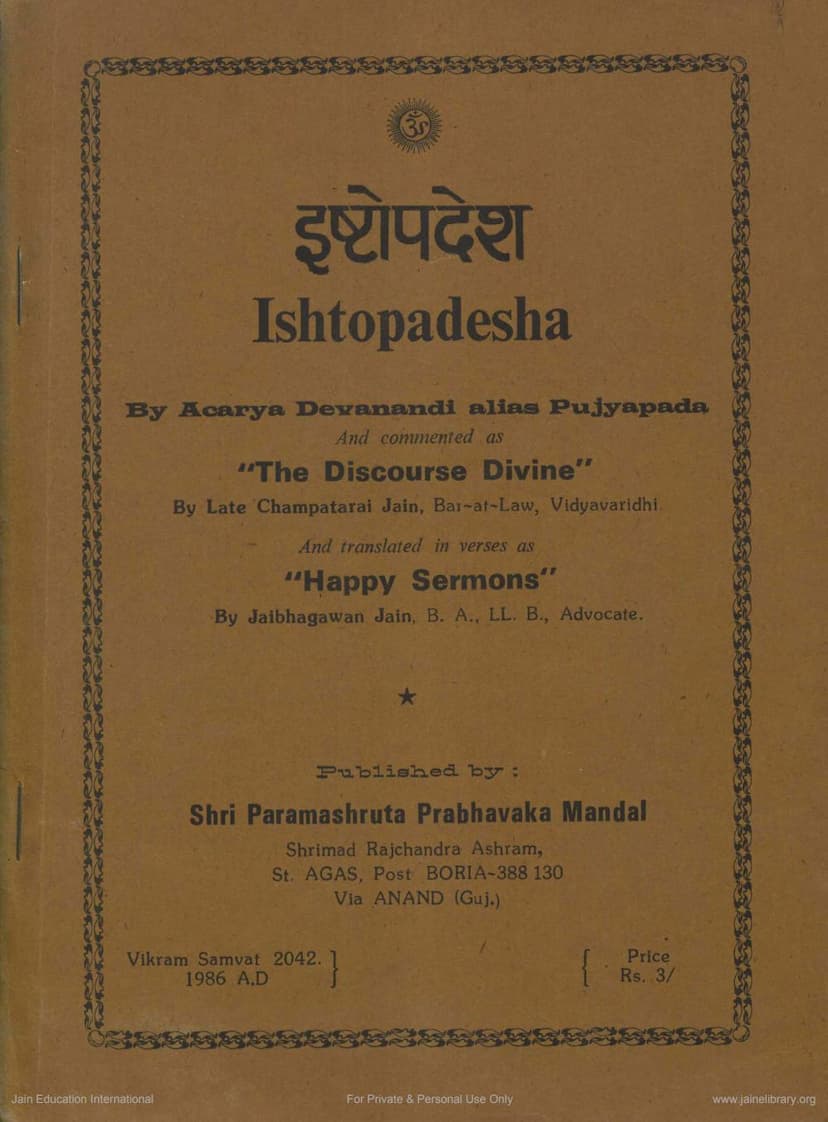 ॐ
इष्टोपदेश
Ishtopadesha
By Acarya Devanandi alias Pujyapada
And commented as
"The Discourse Divine"
By Late Champatarai Jain, Bar-at-Law, Vidyavaridhi.
And translated in verses as
"Happy Sermons"
By Jaibhagawan Jain, B. A., LL. B., Advocate.
★
Published by :
Shri Paramashruta Prabhavaka Mandal
Shrimad Rajchandra Ashram,
St. AGAS, Post BORIA-388 130
Via ANAND (Guj.)
Vikram Samvat 2042. }
1986 A.D
{ Price
Rs. 3/
Jain Education International
For Private & Personal Use Only
www.jainelibrary.org